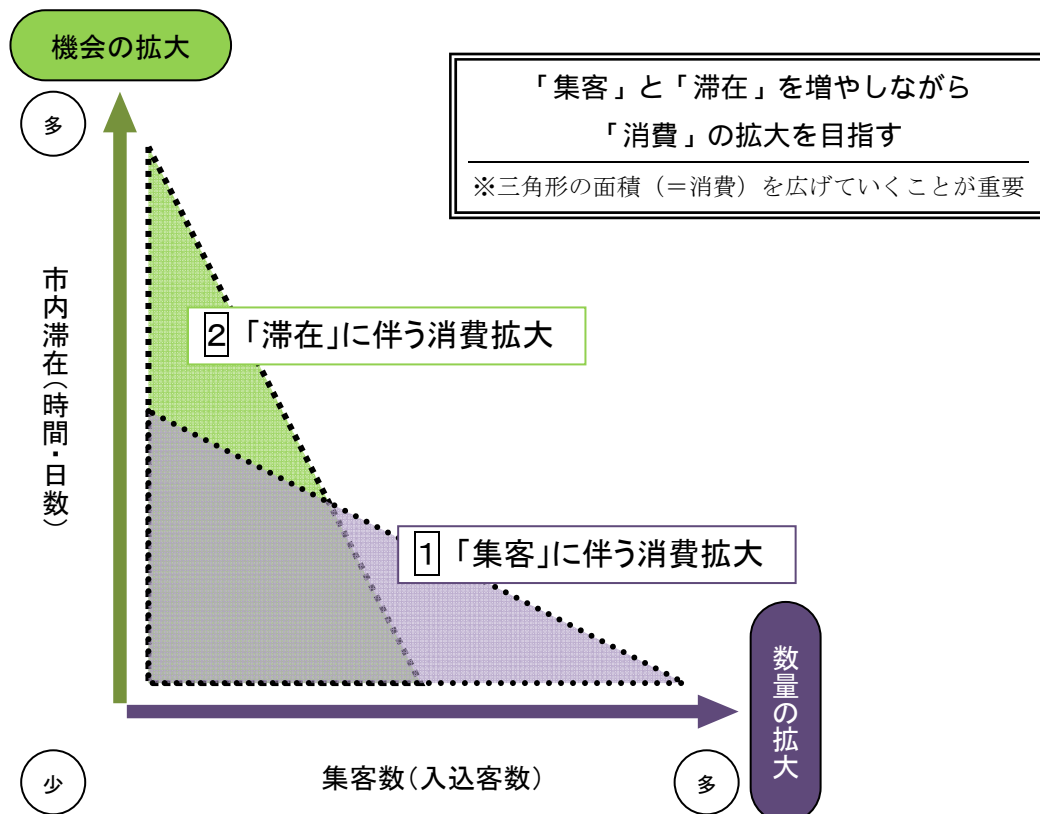 機会の拡大
多
「集客」と「滞在」を増やしながら
「消費」の拡大を目指す
※三角形の面積（＝消費）を広げていくことが重要
市内滞在(時間・日数)
2 「滞在」に伴う消費拡大
1 「集客」に伴う消費拡大
数量の拡大
少
集客数(入込客数)
多